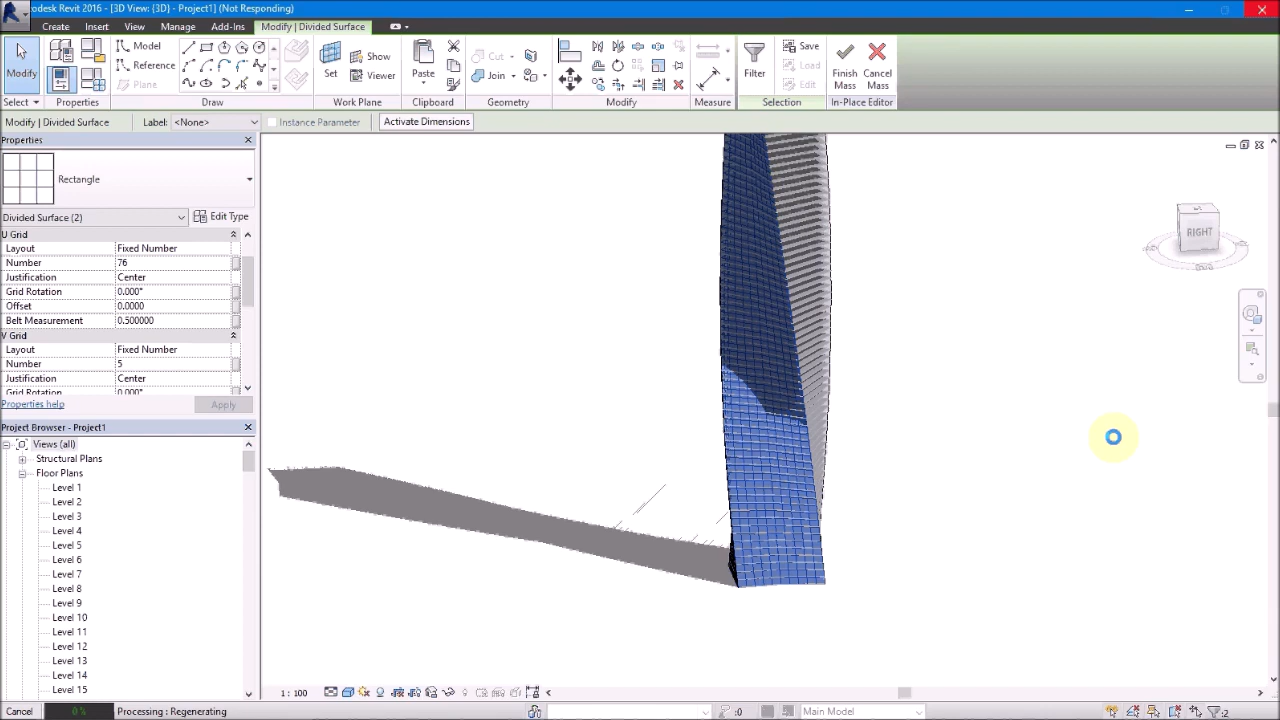 odesk Revit 2016 - [3D View: {3D} - Project1] (Not Responding)
Create Insert View Manage Add-Ins Modify | Divided Surface
Modify
Model
Reference
Plane
Set
Show
Viewer
Paste
Cut
Join
Filter
Save
Load
Edit
Finish Mass
Cancel Mass
Select Properties Draw Work Plane Clipboard Geometry Modify Measure Selection In-Place Editor
Modify | Divided Surface Label: <None> Instance Parameter Activate Dimensions
Properties
Rectangle
Divided Surface (2) Edit Type
U Grid
Layout Fixed Number
Number 76
Justification Center
Grid Rotation 0.000°
Offset 0.0000
Belt Measurement 0.500000
V Grid
Layout Fixed Number
Number 5
Justification Center
Grid Rotation 0.000°
Properties help Apply
Project Browser - Project1
Views (all)
Structural Plans
Floor Plans
Level 1
Level 2
Level 3
Level 4
Level 5
Level 6
Level 7
Level 8
Level 9
Level 10
Level 11
Level 12
Level 13
Level 14
Level 15
RIGHT
1 : 100
Cancel 0% Processing : Regenerating :0 Main Model :2